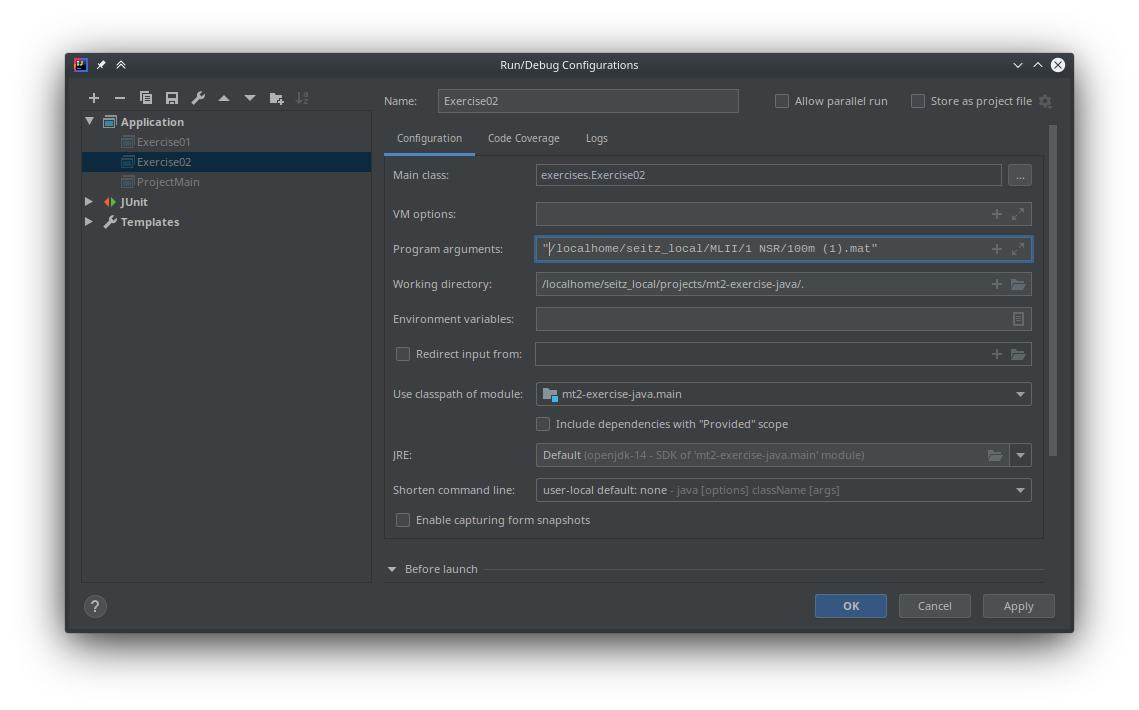 Run/Debug Configurations
Name: Exercise02 Allow parallel run Store as project file
Application
Exercise01
Exercise02
ProjectMain
JUnit
Templates
Configuration Code Coverage Logs
Main class: exercises.Exercise02 ...
VM options:
Program arguments: "/localhome/seitz_local/MLII/1 NSR/100m (1).mat"
Working directory: /localhome/seitz_local/projects/mt2-exercise-java/.
Environment variables:
Redirect input from:
Use classpath of module: mt2-exercise-java.main
Include dependencies with "Provided" scope
JRE: Default (openjdk-14 - SDK of 'mt2-exercise-java.main' module)
Shorten command line: user-local default: none - java [options] className [args]
Enable capturing form snapshots
Before launch
? OK Cancel Apply